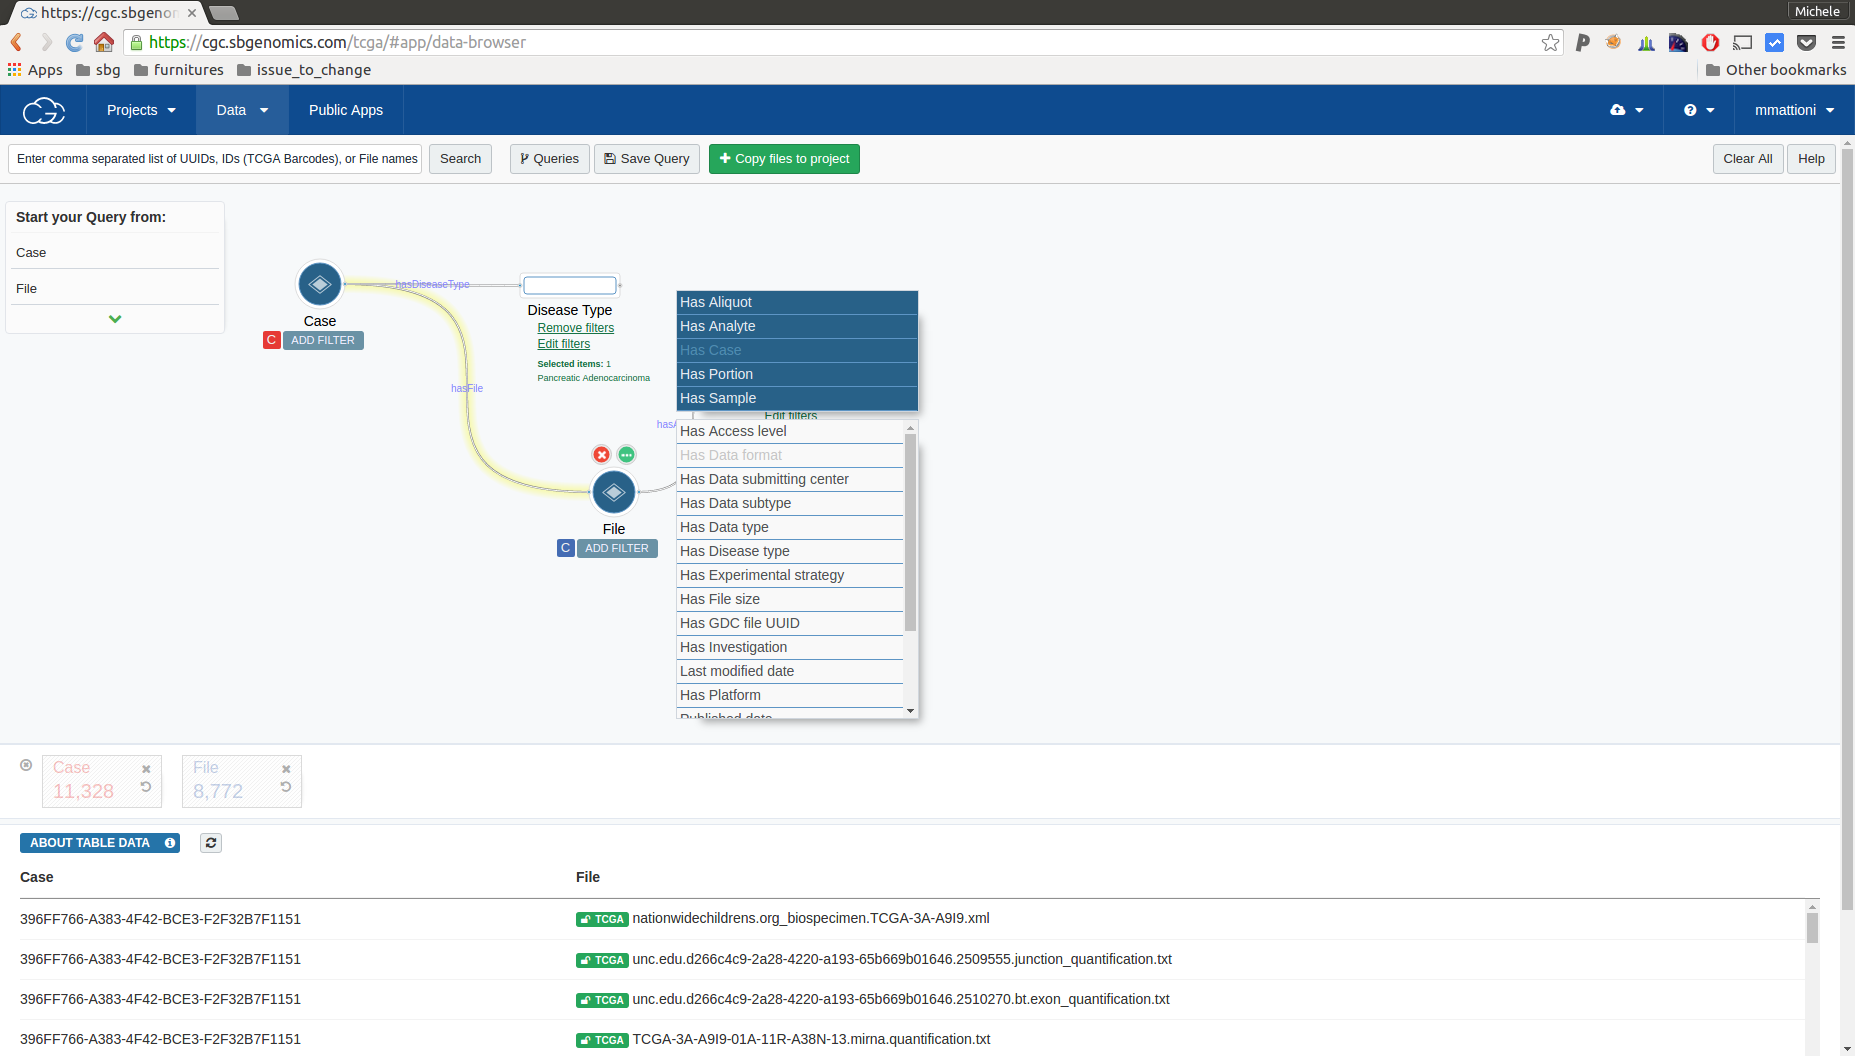 https://cgc.sbgenom
Michele
https://cgc.sbgenomics.com/tcga/#app/data-browser
Apps sbg furnitures issue_to_change Other bookmarks
Projects Data Public Apps mmattioni
Enter comma separated list of UUIDs, IDs (TCGA Barcodes), or File names Search Queries Save Query Copy files to project Clear All Help
Start your Query from:
Case
File
hasDiseaseType
Case
C ADD FILTER
Disease Type
Remove filters
Edit filters
Selected items: 1
Pancreatic Adenocarcinoma
hasFile
Has Aliquot
Has Analyte
Has Case
Has Portion
Has Sample
Edit filters
Has Access level
Has Data format
Has Data submitting center
Has Data subtype
Has Data type
Has Disease type
Has Experimental strategy
Has File size
Has GDC file UUID
Has Investigation
Last modified date
Has Platform
Published date
File
C ADD FILTER
Case
11,328
File
8,772
ABOUT TABLE DATA
Case File
396FF766-A383-4F42-BCE3-F2F32B7F1151 TCGA nationwidechildrens.org_biospecimen.TCGA-3A-A9I9.xml
396FF766-A383-4F42-BCE3-F2F32B7F1151 TCGA unc.edu.d266c4c9-2a28-4220-a193-65b669b01646.2509555.junction_quantification.txt
396FF766-A383-4F42-BCE3-F2F32B7F1151 TCGA unc.edu.d266c4c9-2a28-4220-a193-65b669b01646.2510270.bt.exon_quantification.txt
396FF766-A383-4F42-BCE3-F2F32B7F1151 TCGA TCGA-3A-A9I9-01A-11R-A38N-13.mirna.quantification.txt